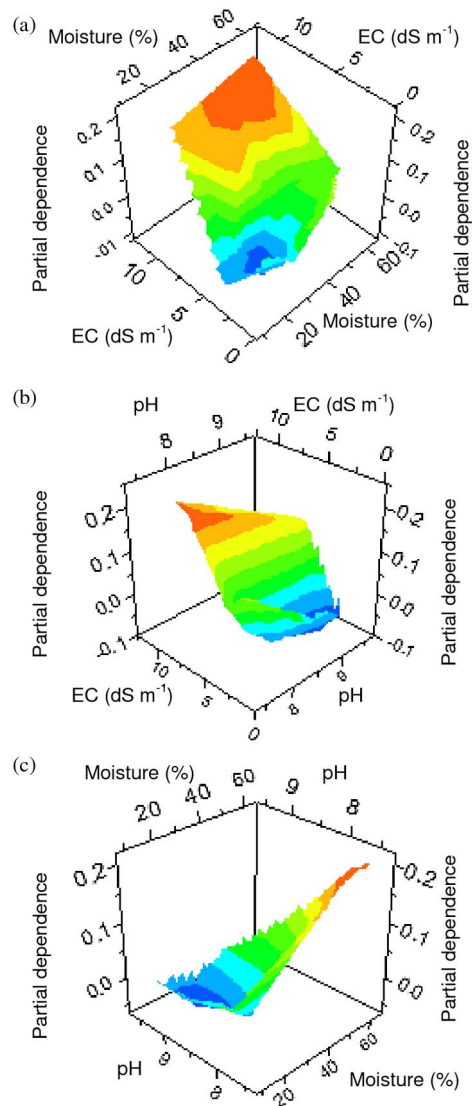 (a)
Moisture (%) EC (dS m⁻¹)
20 40 60 10 5 0
Partial dependence
0.2 0.1 0.0 -01
Partial dependence
0.2 0.1 0.0 -0.1
10 5 0
EC (dS m⁻¹)
20 40 60
Moisture (%)
(b)
pH EC (dS m⁻¹)
8 9 10 5 0
Partial dependence
0.2 0.1 0.0 -0.1
Partial dependence
0.2 0.1 0.0 -0.1
10 5 0
EC (dS m⁻¹)
8 9
pH
(c)
Moisture (%) pH
20 40 60 9 8
Partial dependence
0.2 0.1 0.0
Partial dependence
0.2 0.1 0.0
pH
20 40 60
Moisture (%)